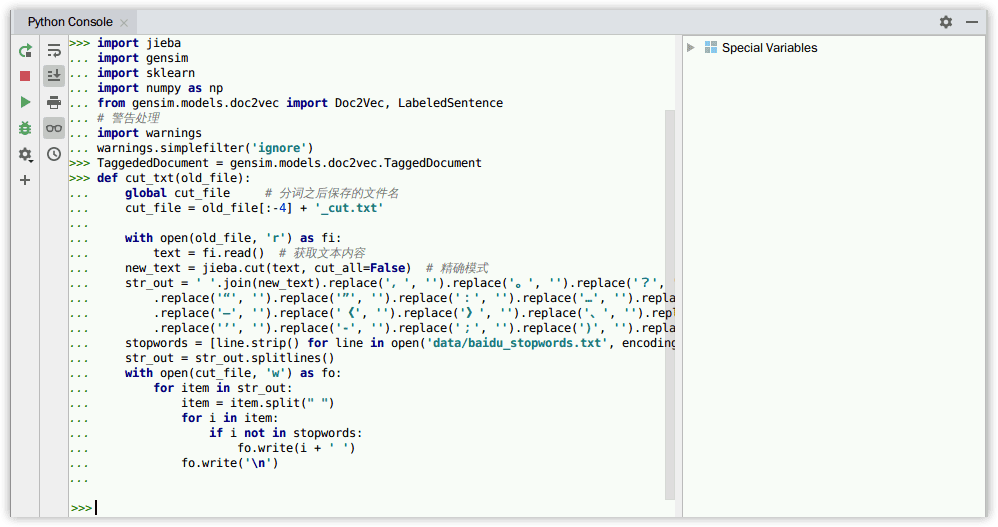 Python Console
Special Variables
>>> import jieba
... import gensim
... import sklearn
... import numpy as np
... from gensim.models.doc2vec import Doc2Vec, LabeledSentence
... # 警告处理
... import warnings
... warnings.simplefilter('ignore')
>>> TaggededDocument = gensim.models.doc2vec.TaggedDocument
>>> def cut_txt(old_file):
...     global cut_file     # 分词之后保存的文件名
...     cut_file = old_file[:-4] + '_cut.txt'
...
...     with open(old_file, 'r') as fi:
...         text = fi.read()  # 获取文本内容
...     new_text = jieba.cut(text, cut_all=False)  # 精确模式
...     str_out = ' '.join(new_text).replace('，', '').replace('。', '').replace('？',
...         .replace('“', '').replace('”', '').replace('：', '').replace('…', '').repla
...         .replace('—', '').replace('《', '').replace('》', '').replace('、', '').repla
...         .replace('’', '').replace('-', '').replace('；', '').replace('）', '').repla
...     stopwords = [line.strip() for line in open('data/baidu_stopwords.txt', encoding
...     str_out = str_out.splitlines()
...     with open(cut_file, 'w') as fo:
...         for item in str_out:
...             item = item.split(" ")
...             for i in item:
...                 if i not in stopwords:
...                     fo.write(i + ' ')
...             fo.write('\n')
...
>>>